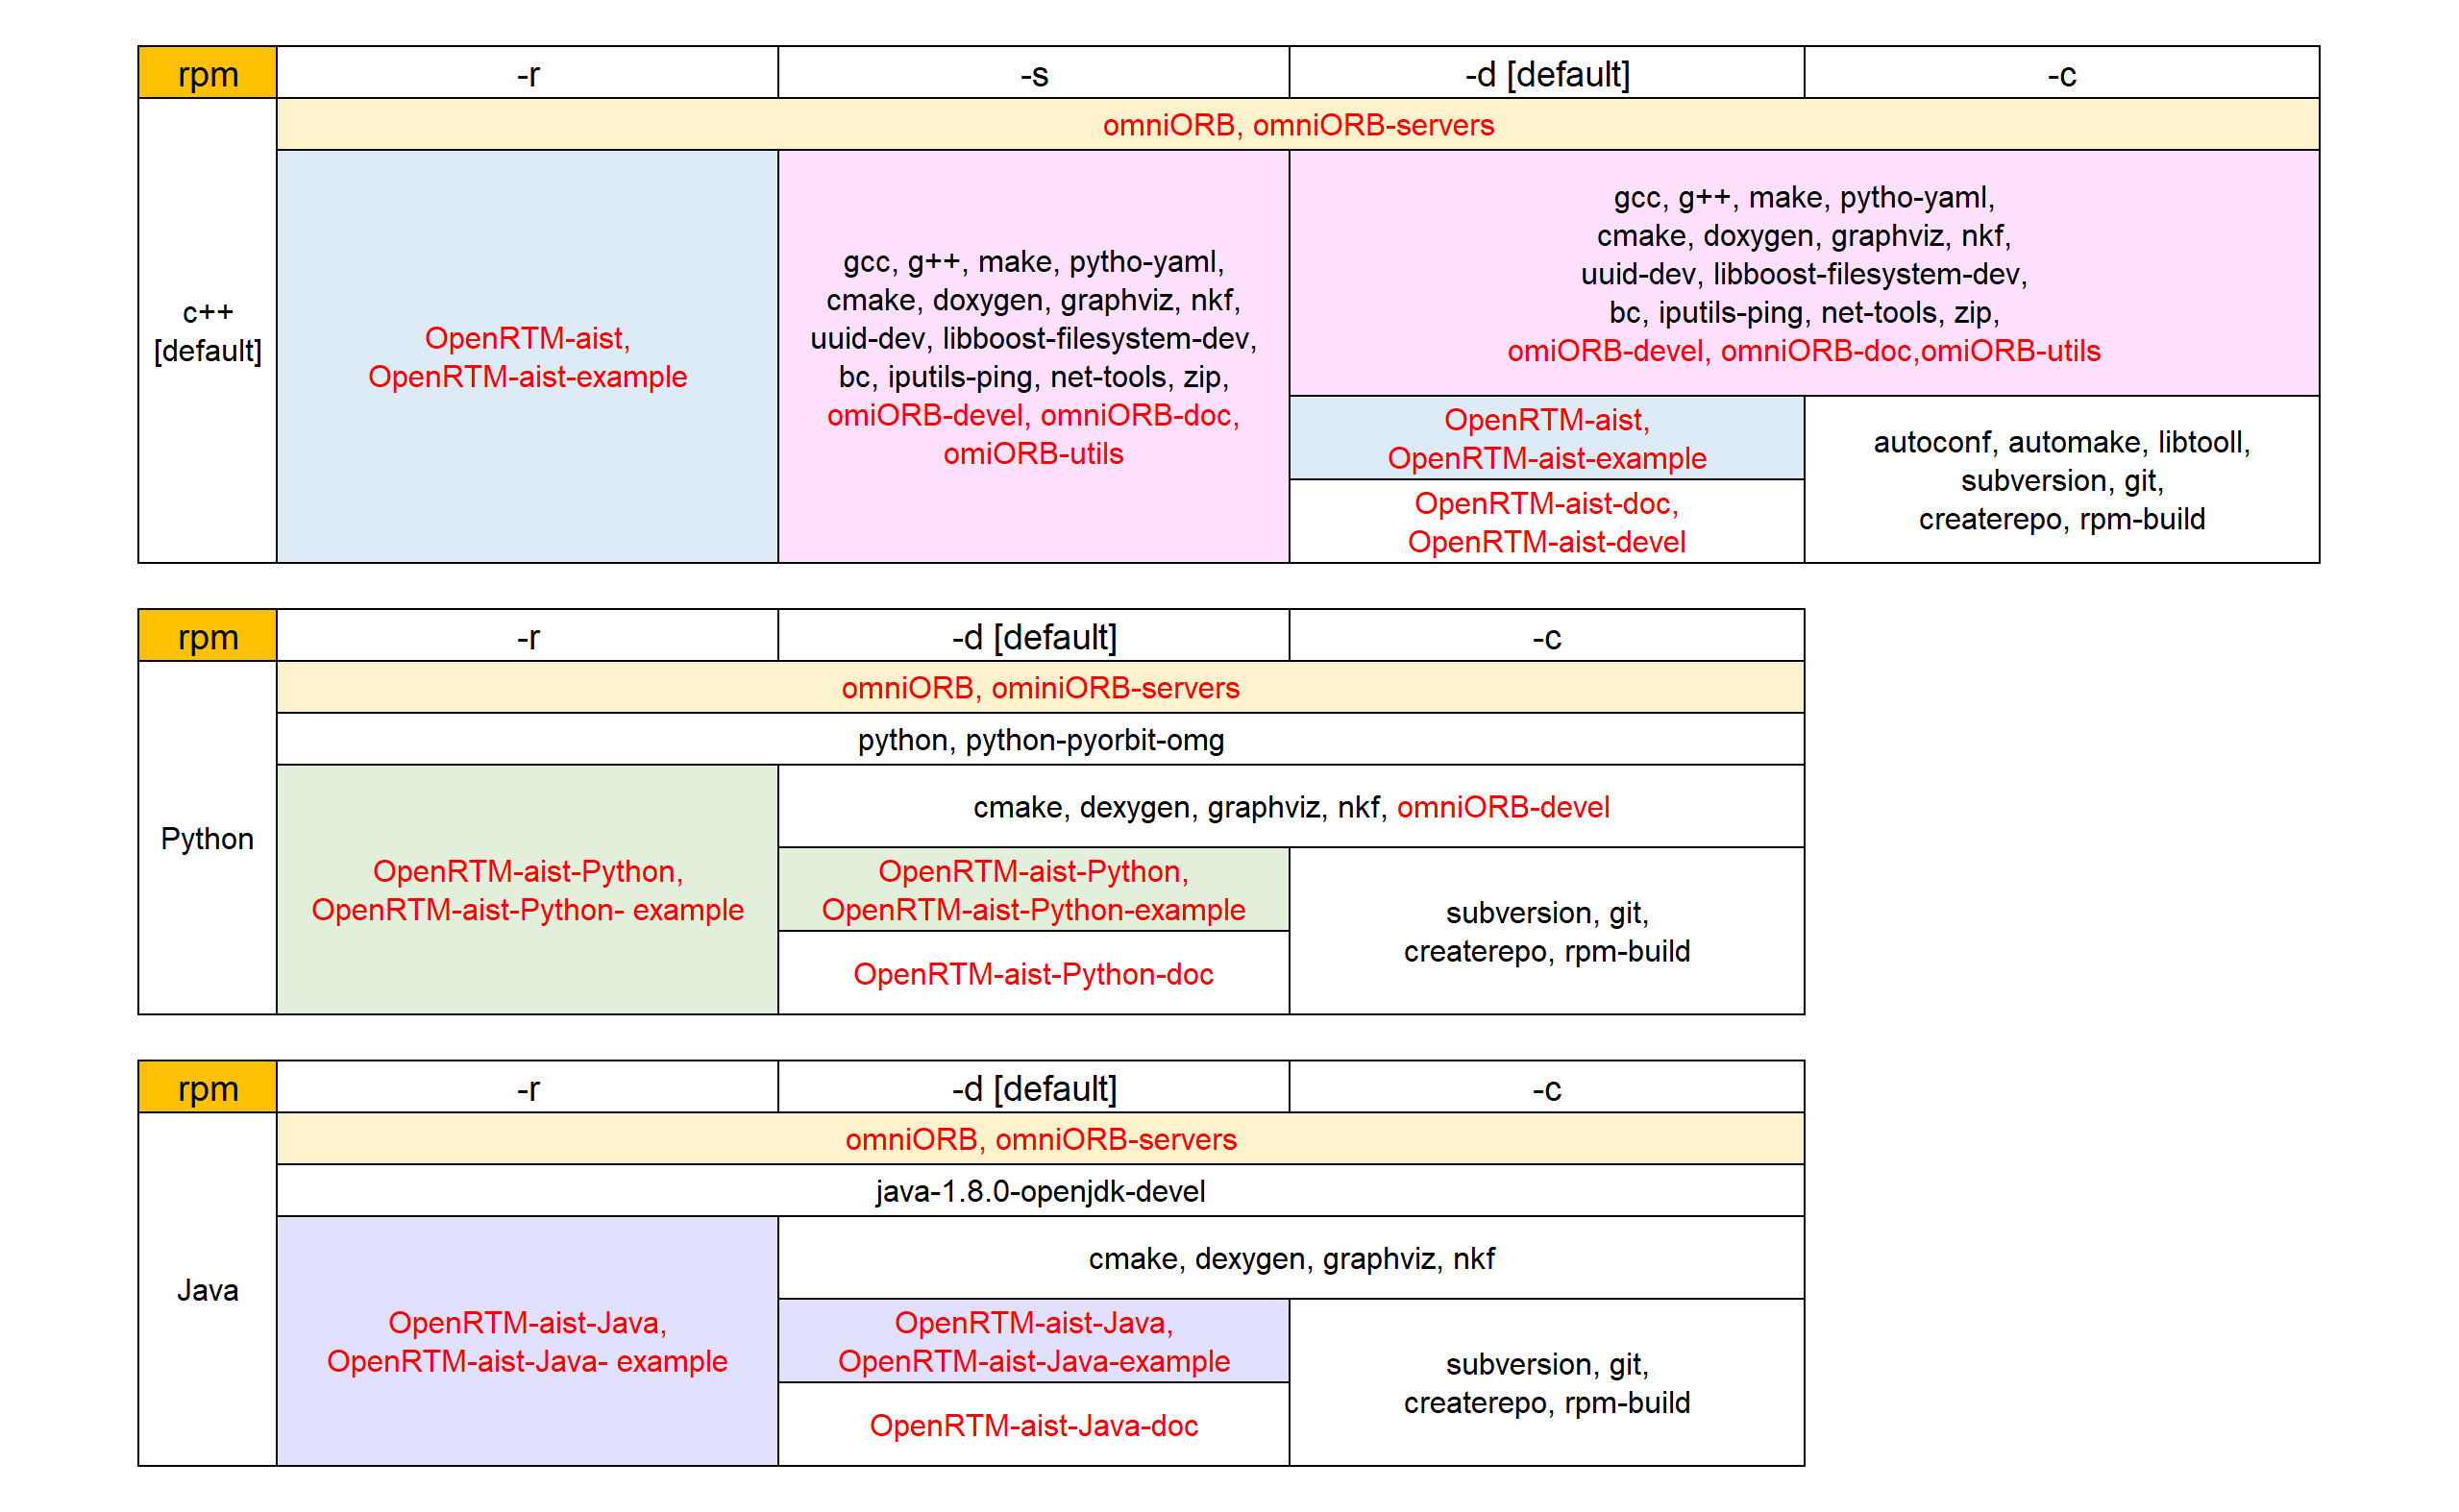 rpm -r -s -d [default] -c
omniORB, omniORB-servers
c++
[default]
OpenRTM-aist,
OpenRTM-aist-example
gcc, g++, make, pytho-yaml,
cmake, doxygen, graphviz, nkf,
uuid-dev, libboost-filesystem-dev,
bc, iputils-ping, net-tools, zip,
omiORB-devel, omniORB-doc,
omiORB-utils
gcc, g++, make, pytho-yaml,
cmake, doxygen, graphviz, nkf,
uuid-dev, libboost-filesystem-dev,
bc, iputils-ping, net-tools, zip,
omiORB-devel, omniORB-doc,omiORB-utils
OpenRTM-aist,
OpenRTM-aist-example
OpenRTM-aist-doc,
OpenRTM-aist-devel
autoconf, automake, libtooll,
subversion, git,
createrepo, rpm-build
rpm -r -d [default] -c
omniORB, ominiORB-servers
python, python-pyorbit-omg
Python
OpenRTM-aist-Python,
OpenRTM-aist-Python- example
cmake, dexygen, graphviz, nkf, omniORB-devel
OpenRTM-aist-Python,
OpenRTM-aist-Python-example
OpenRTM-aist-Python-doc
subversion, git,
createrepo, rpm-build
rpm -r -d [default] -c
omniORB, omniORB-servers
java-1.8.0-openjdk-devel
Java
OpenRTM-aist-Java,
OpenRTM-aist-Java- example
cmake, dexygen, graphviz, nkf
OpenRTM-aist-Java,
OpenRTM-aist-Java-example
OpenRTM-aist-Java-doc
subversion, git,
createrepo, rpm-build